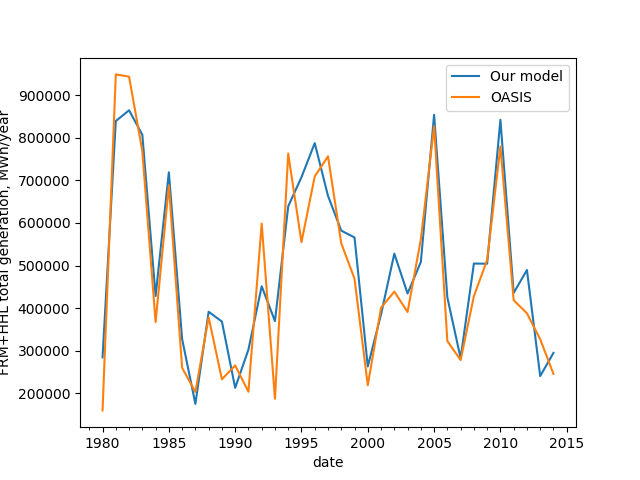 Our model
OASIS
900000
800000
700000
600000
500000
400000
300000
200000
FRM+HHL total generation, MWh/year
1980 1985 1990 1995 2000 2005 2010 2015
date